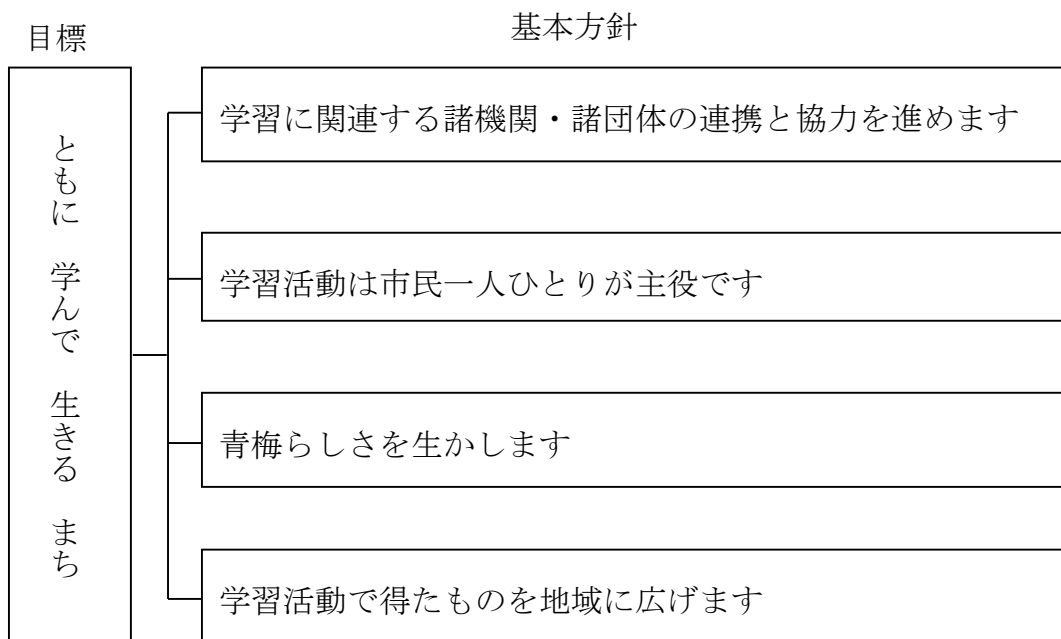 目標
基本方針
ともに 学んで 生きる まち
学習に関連する諸機関・諸団体の連携と協力を進めます
学習活動は市民一人ひとりが主役です
青梅らしさを生かします
学習活動で得たものを地域に広げます